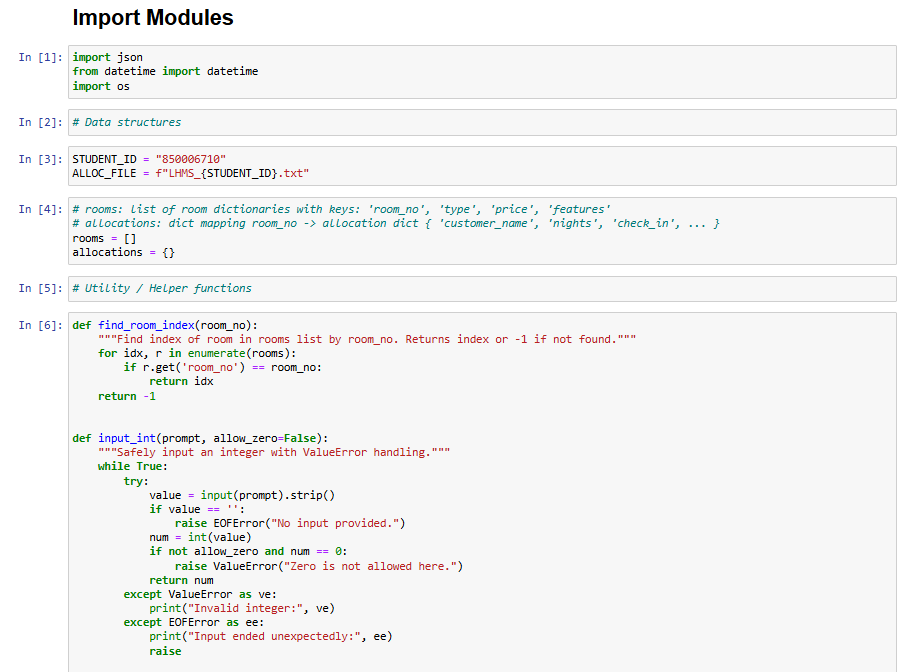 Import Modules
In [1]: import json
from datetime import datetime
import os
In [2]: # Data structures
In [3]: STUDENT_ID = "850006710"
ALLOC_FILE = f"LHMS_{STUDENT_ID}.txt"
In [4]: # rooms: list of room dictionaries with keys: 'room_no', 'type', 'price', 'features'
# allocations: dict mapping room_no -> allocation dict { 'customer_name', 'nights', 'check_in', ... }
rooms = []
allocations = {}
In [5]: # Utility / Helper functions
In [6]: def find_room_index(room_no):
    """Find index of room in rooms list by room_no. Returns index or -1 if not found."""
    for idx, r in enumerate(rooms):
        if r.get('room_no') == room_no:
            return idx
    return -1
def input_int(prompt, allow_zero=False):
    """Safely input an integer with ValueError handling."""
    while True:
        try:
            value = input(prompt).strip()
            if value == '':
                raise EOFError("No input provided.")
            num = int(value)
            if not allow_zero and num == 0:
                raise ValueError("Zero is not allowed here.")
            return num
        except ValueError as ve:
            print("Invalid integer:", ve)
        except EOFError as ee:
            print("Input ended unexpectedly:", ee)
            raise